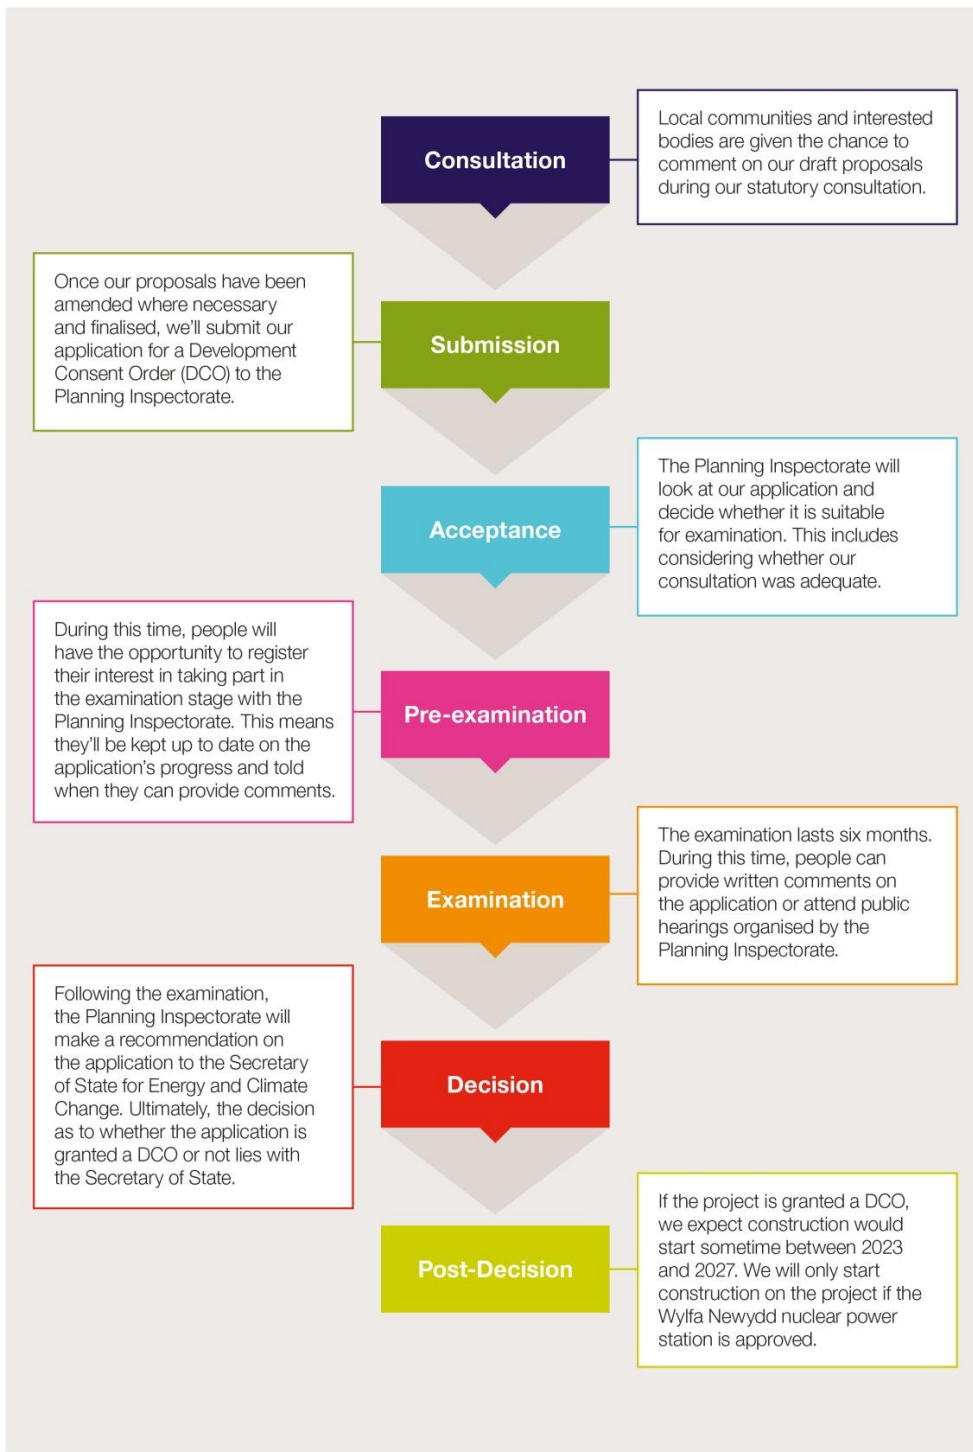 Consultation
Local communities and interested
bodies are given the chance to
comment on our draft proposals
during our statutory consultation.
Once our proposals have been
amended where necessary
and finalised, we'll submit our
application for a Development
Consent Order (DCO) to the
Planning Inspectorate.
Submission
Acceptance
The Planning Inspectorate will
look at our application and
decide whether it is suitable
for examination. This includes
considering whether our
consultation was adequate.
During this time, people will
have the opportunity to register
their interest in taking part in
the examination stage with the
Planning Inspectorate. This means
they'll be kept up to date on the
application's progress and told
when they can provide comments.
Pre-examination
Examination
The examination lasts six months.
During this time, people can
provide written comments on
the application or attend public
hearings organised by the
Planning Inspectorate.
Following the examination,
the Planning Inspectorate will
make a recommendation on
the application to the Secretary
of State for Energy and Climate
Change. Ultimately, the decision
as to whether the application is
granted a DCO or not lies with
the Secretary of State.
Decision
Post-Decision
If the project is granted a DCO,
we expect construction would
start sometime between 2023
and 2027. We will only start
construction on the project if the
Wylfa Newydd nuclear power
station is approved.